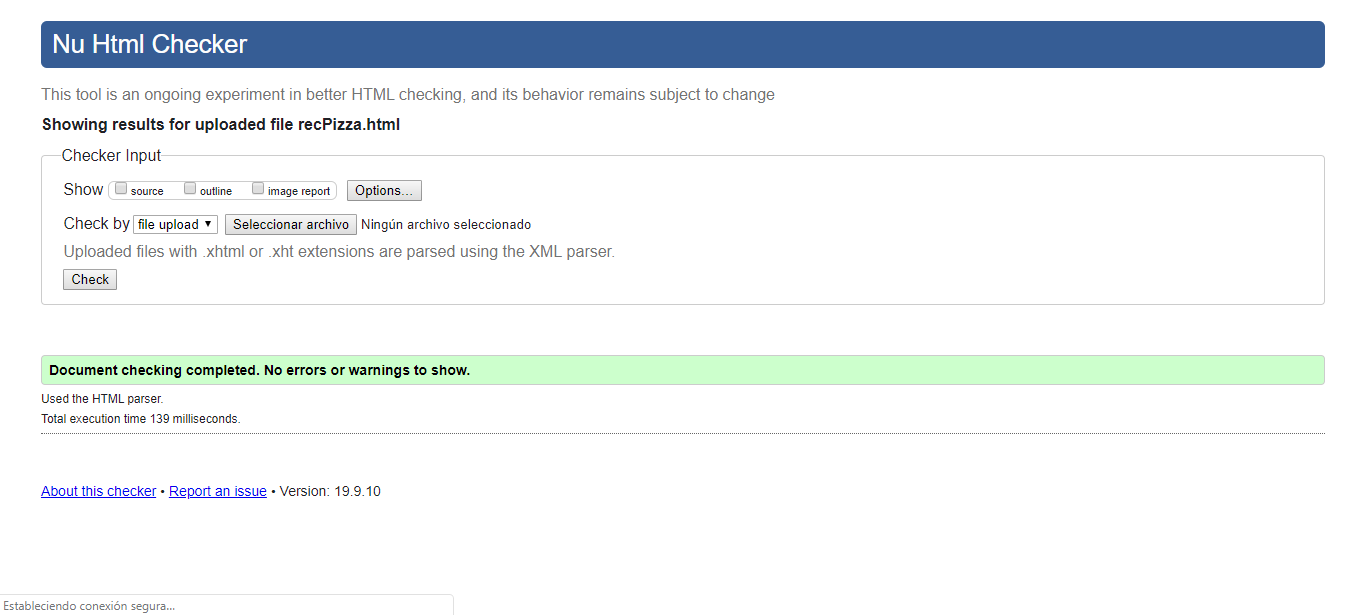 Nu Html Checker
This tool is an ongoing experiment in better HTML checking, and its behavior remains subject to change
Showing results for uploaded file recPizza.html
Checker Input
Show source outline image report Options...
Check by file upload Seleccionar archivo Ningún archivo seleccionado
Uploaded files with .xhtml or .xht extensions are parsed using the XML parser.
Check
Document checking completed. No errors or warnings to show.
Used the HTML parser.
Total execution time 139 milliseconds.
About this checker • Report an issue • Version: 19.9.10
Estableciendo conexión segura...